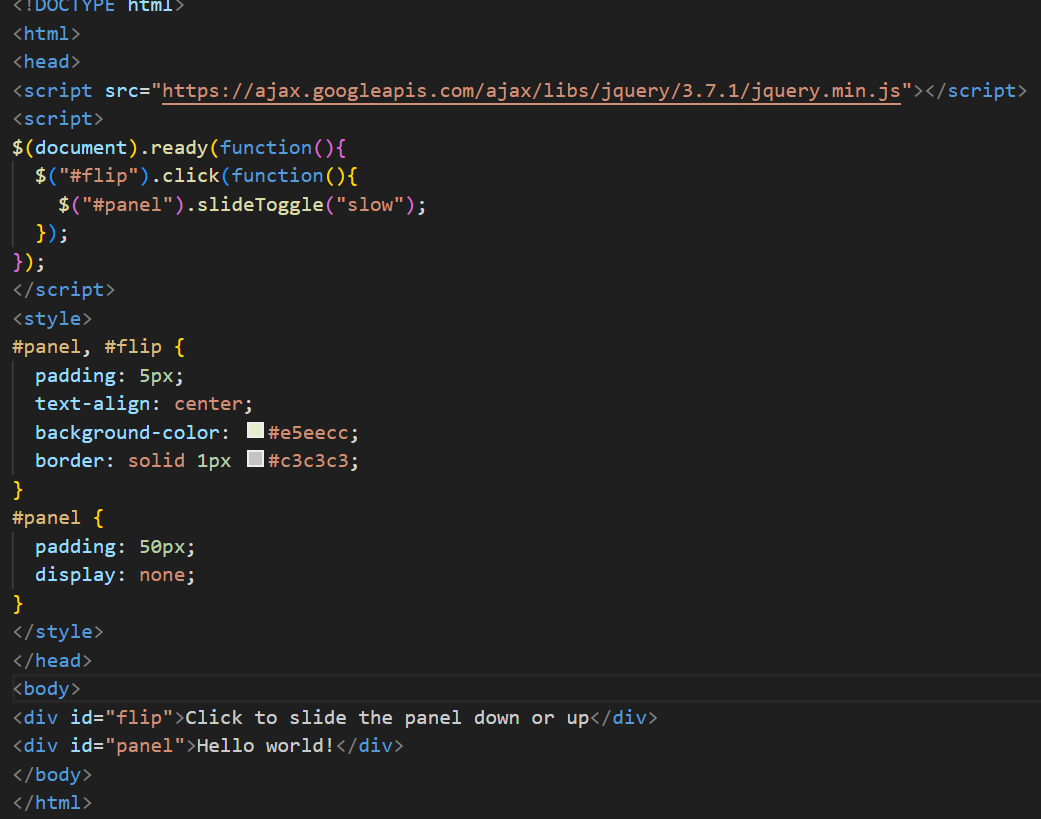 <!DOCTYPE html>
<html>
<head>
<script src="https://ajax.googleapis.com/ajax/libs/jquery/3.7.1/jquery.min.js"></script>
<script>
$(document).ready(function(){
  $("#flip").click(function(){
    $("#panel").slideToggle("slow");
  });
});
</script>
<style>
#panel, #flip {
  padding: 5px;
  text-align: center;
  background-color: #e5eecc;
  border: solid 1px #c3c3c3;
}
#panel {
  padding: 50px;
  display: none;
}
</style>
</head>
<body>
<div id="flip">Click to slide the panel down or up</div>
<div id="panel">Hello world!</div>
</body>
</html>